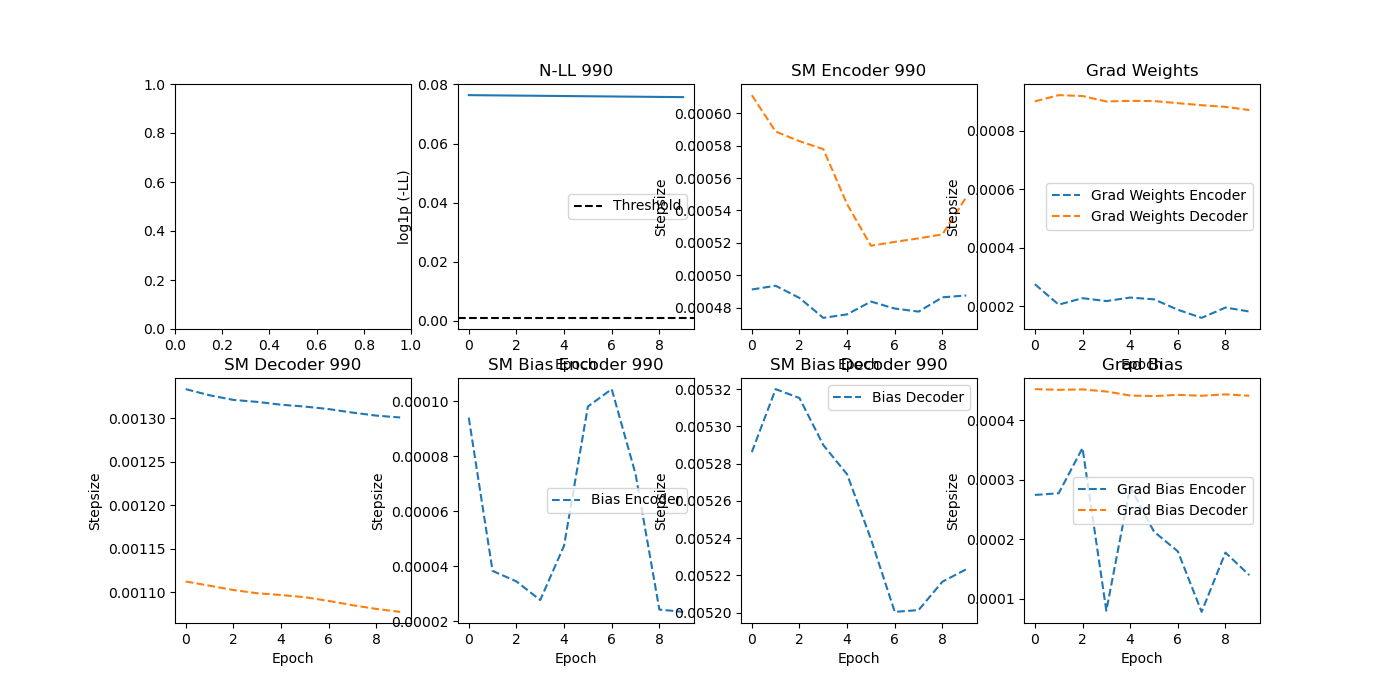 N-LL 990
SM Encoder 990
Grad Weights
1.0
0.8
0.6
0.4
0.2
0.0
0.0 0.2 0.4 0.6 0.8 1.0
log1p (-LL)
0.08
0.06
0.04
0.02
0.00
Threshold
0 2 4 6 8
Epoch
Stepsize
0.00060
0.00058
0.00056
0.00054
0.00052
0.00050
0.00048
0 2 4 6 8
Epoch
Stepsize
0.0008
0.0006
0.0004
0.0002
Grad Weights Encoder
Grad Weights Decoder
0 2 4 6 8
Epoch
SM Decoder 990
SM Bias Encoder 990
SM Bias Decoder 990
Grad Bias
Stepsize
0.00130
0.00125
0.00120
0.00115
0.00110
0 2 4 6 8
Epoch
Stepsize
0.00010
0.00008
0.00006
0.00004
0.00002
Bias Encoder
0 2 4 6 8
Epoch
Stepsize
0.00532
0.00530
0.00528
0.00526
0.00524
0.00522
0.00520
Bias Decoder
0 2 4 6 8
Epoch
Stepsize
0.0004
0.0003
0.0002
0.0001
Grad Bias Encoder
Grad Bias Decoder
0 2 4 6 8
Epoch